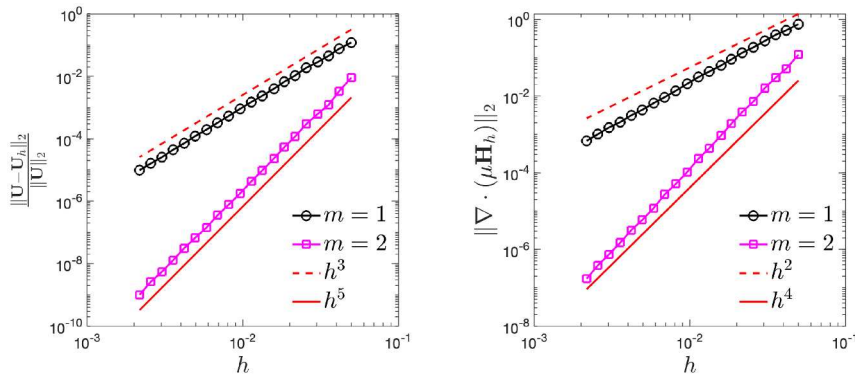 10^0
10^-2
10^-4
10^-6
10^-8
10^-10
10^-3
10^-2
10^-1
h
||U−U_h||_2
||U||_2
m = 1
m = 2
h^3
h^5
10^0
10^-2
10^-4
10^-6
10^-8
10^-3
10^-2
10^-1
h
||∇ · (μH_h)||_2
m = 1
m = 2
h^2
h^4